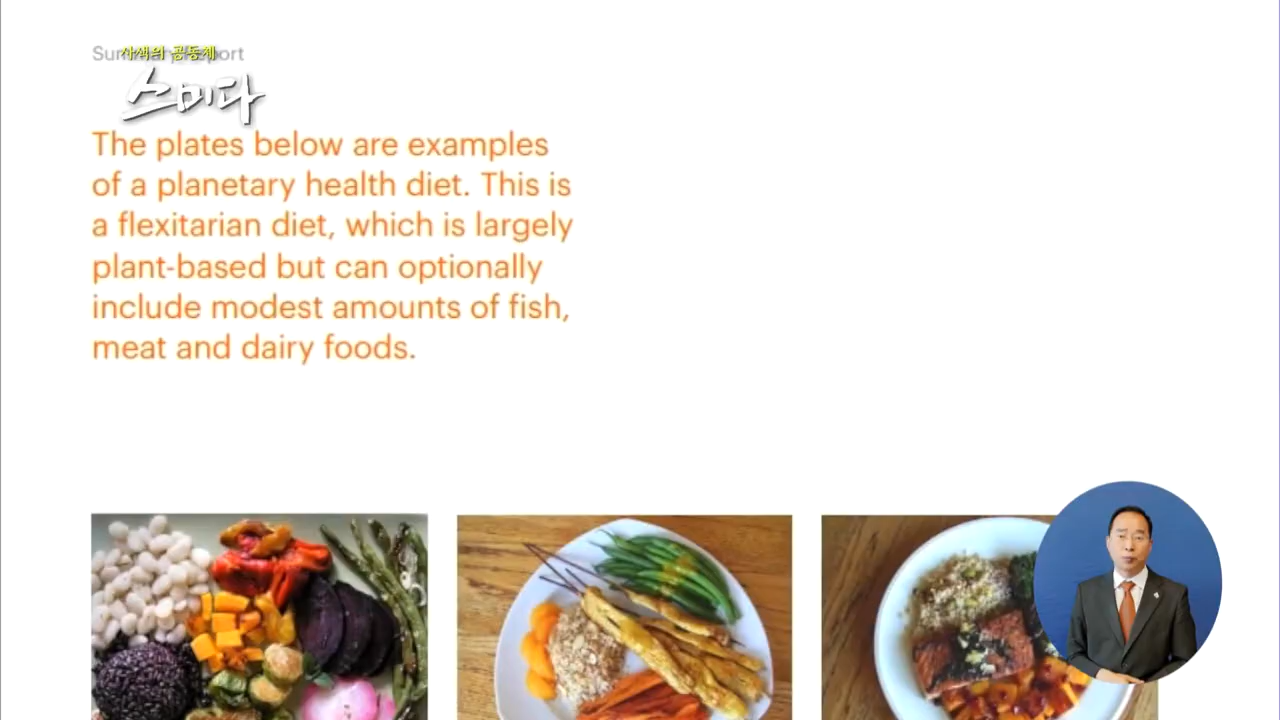 사색의 공동체
스미다
The plates below are examples
of a planetary health diet. This is
a flexitarian diet, which is largely
plant-based but can optionally
include modest amounts of fish,
meat and dairy foods.